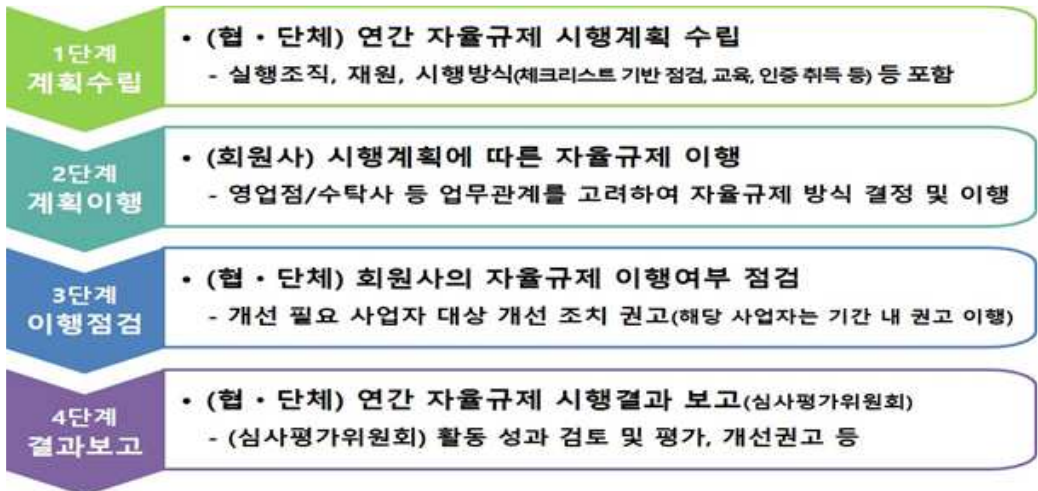 1단계
계획수립
• (협・단체) 연간 자율규제 시행계획 수립
- 실행조직, 재원, 시행방식(체크리스트 기반 점검, 교육, 인증 취득 등) 등 포함
2단계
계획이행
• (회원사) 시행계획에 따른 자율규제 이행
- 영업점/수탁사 등 업무관계를 고려하여 자율규제 방식 결정 및 이행
3단계
이행점검
• (협・단체) 회원사의 자율규제 이행여부 점검
- 개선 필요 사업자 대상 개선 조치 권고(해당 사업자는 기간 내 권고 이행)
4단계
결과보고
• (협・단체) 연간 자율규제 시행결과 보고(심사평가위원회)
- (심사평가위원회) 활동 성과 검토 및 평가, 개선권고 등